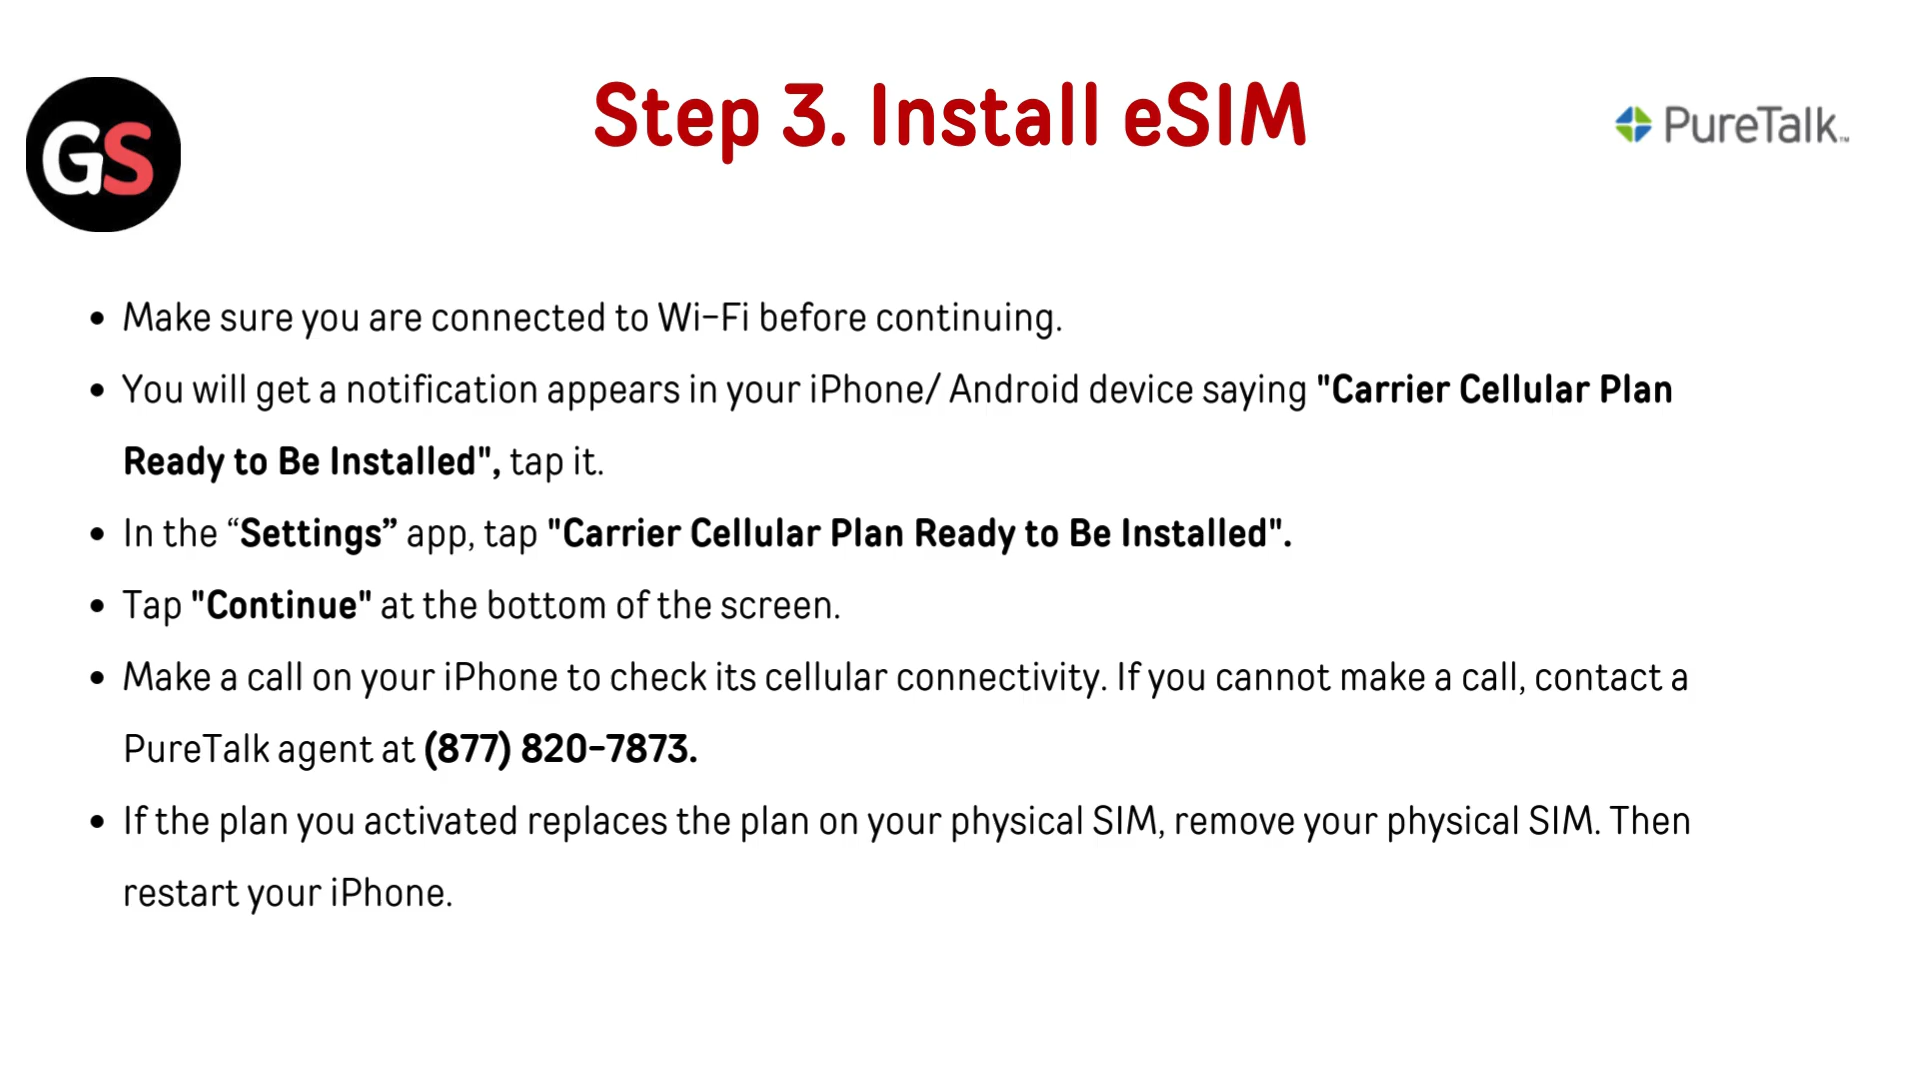 Step 3. Install eSIM
GS
PureTalk™
• Make sure you are connected to Wi-Fi before continuing.
• You will get a notification appears in your iPhone/ Android device saying "Carrier Cellular Plan
Ready to Be Installed", tap it.
• In the “Settings” app, tap "Carrier Cellular Plan Ready to Be Installed".
• Tap "Continue" at the bottom of the screen.
• Make a call on your iPhone to check its cellular connectivity. If you cannot make a call, contact a
PureTalk agent at (877) 820-7873.
• If the plan you activated replaces the plan on your physical SIM, remove your physical SIM. Then
restart your iPhone.